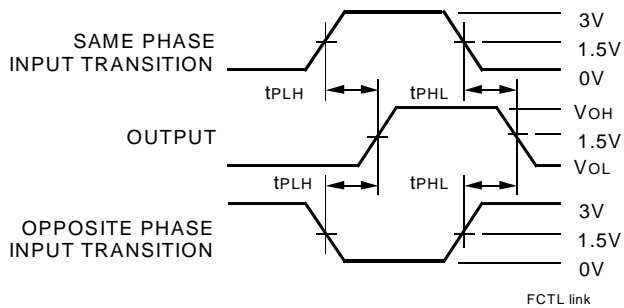 SAME PHASE
INPUT TRANSITION
3V
1.5V
0V
tPLH
tPHL
OUTPUT
VOH
1.5V
VOL
tPLH
tPHL
OPPOSITE PHASE
INPUT TRANSITION
3V
1.5V
0V
FCTL link